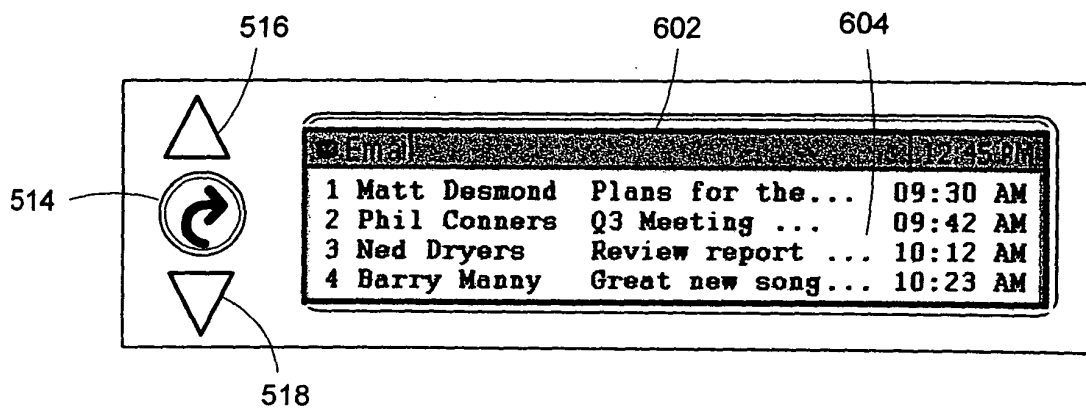 516 602 604
Email 12:45 PM
514
1 Matt Desmond Plans for the... 09:30 AM
2 Phil Conners Q3 Meeting ... 09:42 AM
3 Ned Dryers Review report ... 10:12 AM
4 Barry Manny Great new song... 10:23 AM
518